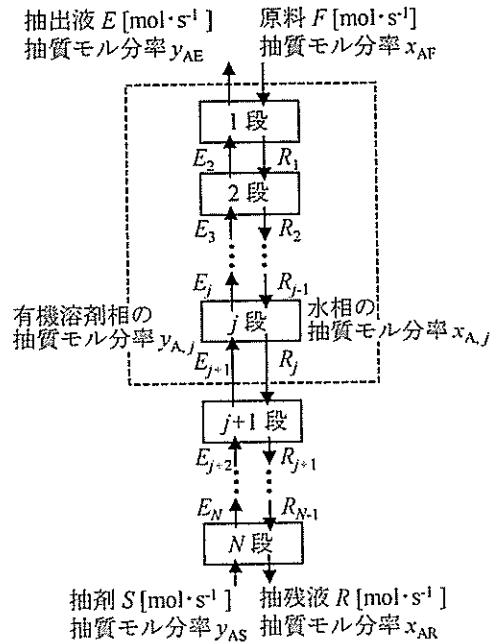 抽出液 E [mol·s⁻¹]
抽質モル分率 y_AE
原料 F [mol·s⁻¹]
抽質モル分率 x_AF
1 段
E₂
R₁
2 段
E₃
R₂
E_j
R_{j-1}
有機溶剤相の
抽質モル分率 y_{A,j}
j 段
水相の
抽質モル分率 x_{A,j}
E_{j+1}
R_j
j+1 段
E_{j+2}
R_{j+1}
E_N
R_{N-1}
N 段
抽剤 S [mol·s⁻¹]
抽質モル分率 y_AS
抽残液 R [mol·s⁻¹]
抽質モル分率 x_AR